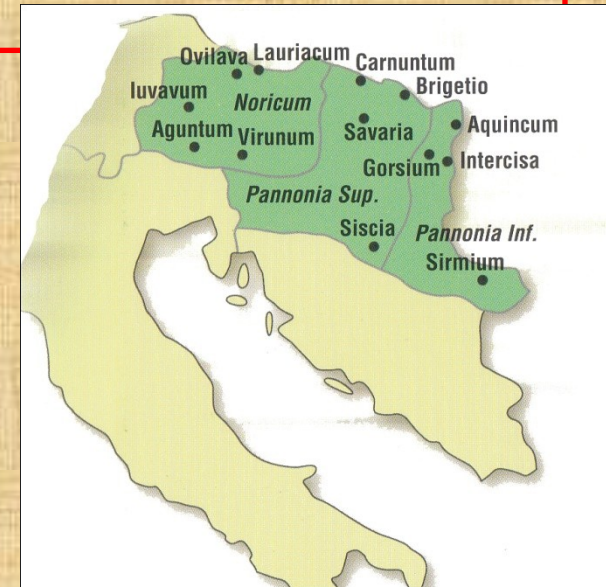 Ovilava Lauriacum
Carnuntum
Brigetio
Iuvavum
Noricum
Aguntum Virunum
Savaria
Aquincum
Gorsium
Intercisa
Pannonia Sup.
Siscia
Pannonia Inf.
Sirmium